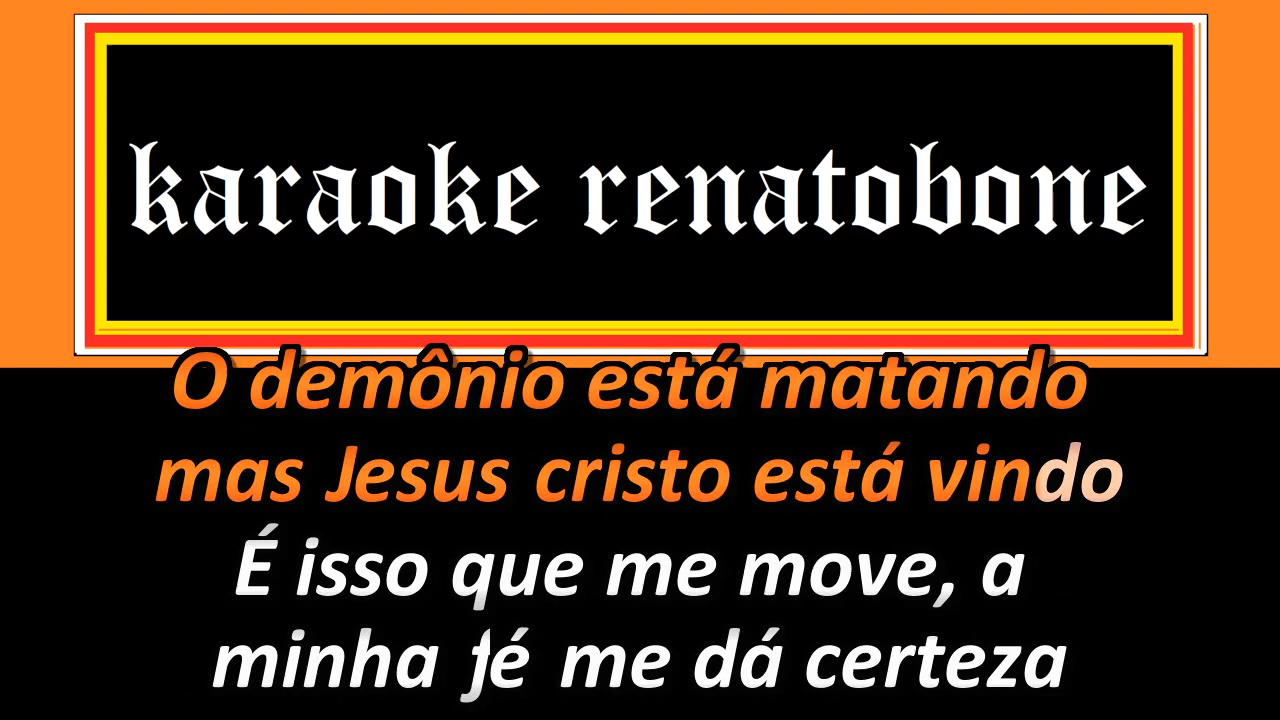 karaoke renatobone
O demônio está matando
mas Jesus cristo está vindo
É isso que me move, a
minha fé me dá certeza